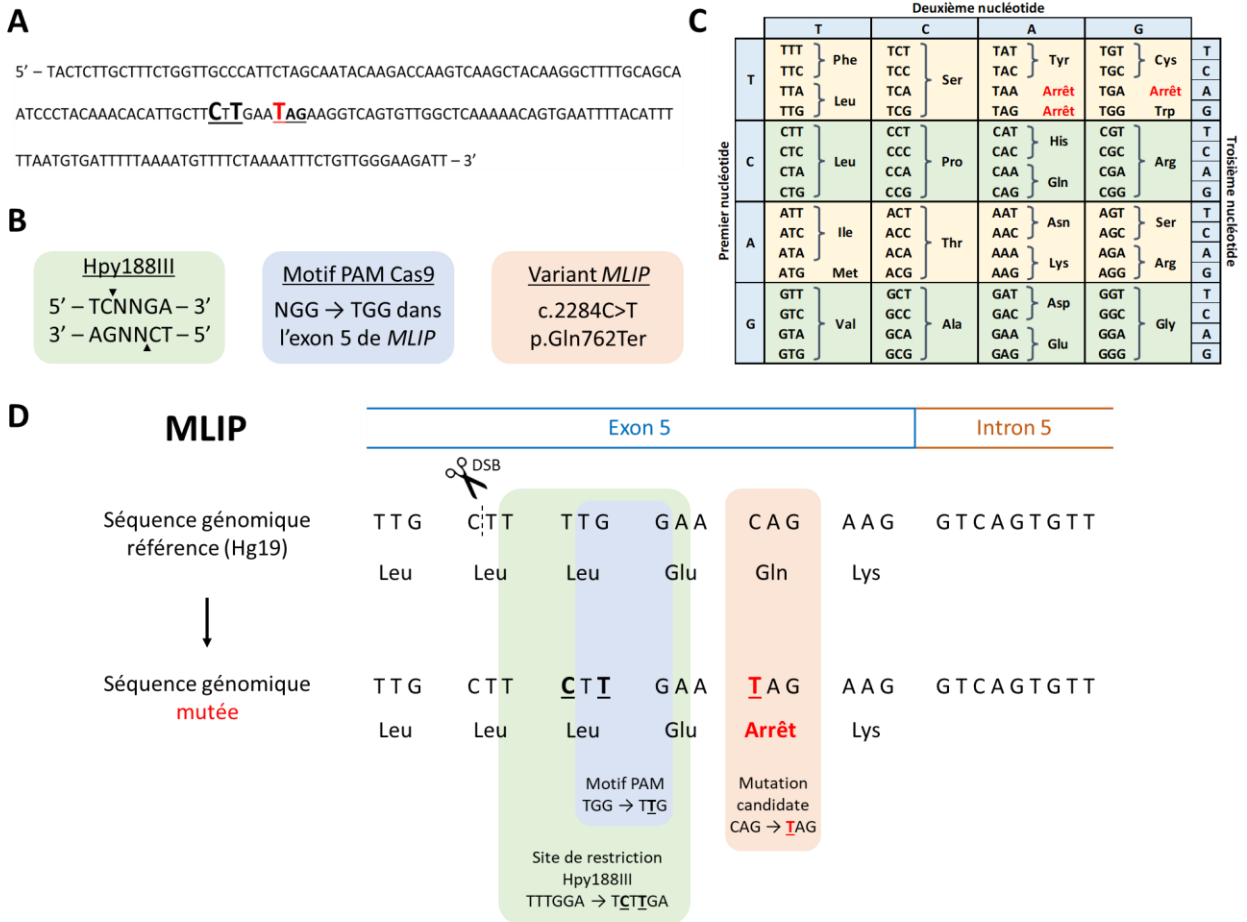 A
5’ – TACTCTTGCTTTCTGGTTGCCCATTCTAGCAATACAAGACCAAGTCAAGCTACAAGGCTTTTGCAGCA
ATCCCTACAAACACATTGCTTCTTGAATAGAAGGTCAGTGTTGGCTCAAAAACAGTGAATTTTACATTT
TTAATGTGATTTTTAAAATGTTTTCTAAAATTTCTGTTGGGAAGATT – 3’
B
Hpy188III
5’ – TCNNGA – 3’
3’ – AGNNCT – 5’
Motif PAM Cas9
NGG → TGG dans
l’exon 5 de MLIP
Variant MLIP
c.2284C>T
p.Gln762Ter
C
Deuxième nucléotide
T C A G
Premier nucléotide
Troisième nucléotide
T
TTT TCT TAT TGT T
Phe Ser Tyr Cys
TTC TCC TAC TGC C
TTA TCA TAA Arrêt TGA Arrêt A
Leu
TTG TCG TAG Arrêt TGG Trp G
C
CTT CCT CAT CGT T
Leu Pro His Arg
CTC CCC CAC CGC C
CTA CCA CAA CGA A
Gln
CTG CCG CAG CGG G
A
ATT ACT AAT AGT T
Ile Thr Asn Ser
ATC ACC AAC AGC C
ATA ACA AAA AGA A
Lys Arg
ATG Met ACG AAG AGG G
G
GTT GCT GAT GGT T
Val Ala Asp Gly
GTC GCC GAC GGC C
GTA GCA GAA GGA A
Glu
GTG GCG GAG GGG G
D
MLIP
Exon 5 Intron 5
DSB
Séquence génomique
référence (Hg19)
TTG CTT TTG GAA CAG AAG GTCAGTGTT
Leu Leu Leu Glu Gln Lys
Séquence génomique
mutée
TTG CTT CTT GAA TAG AAG GTCAGTGTT
Leu Leu Leu Glu Arrêt Lys
Motif PAM
TGG → TTG
Mutation
candidate
CAG → TAG
Site de restriction
Hpy188III
TTTGGA → TCTTGA